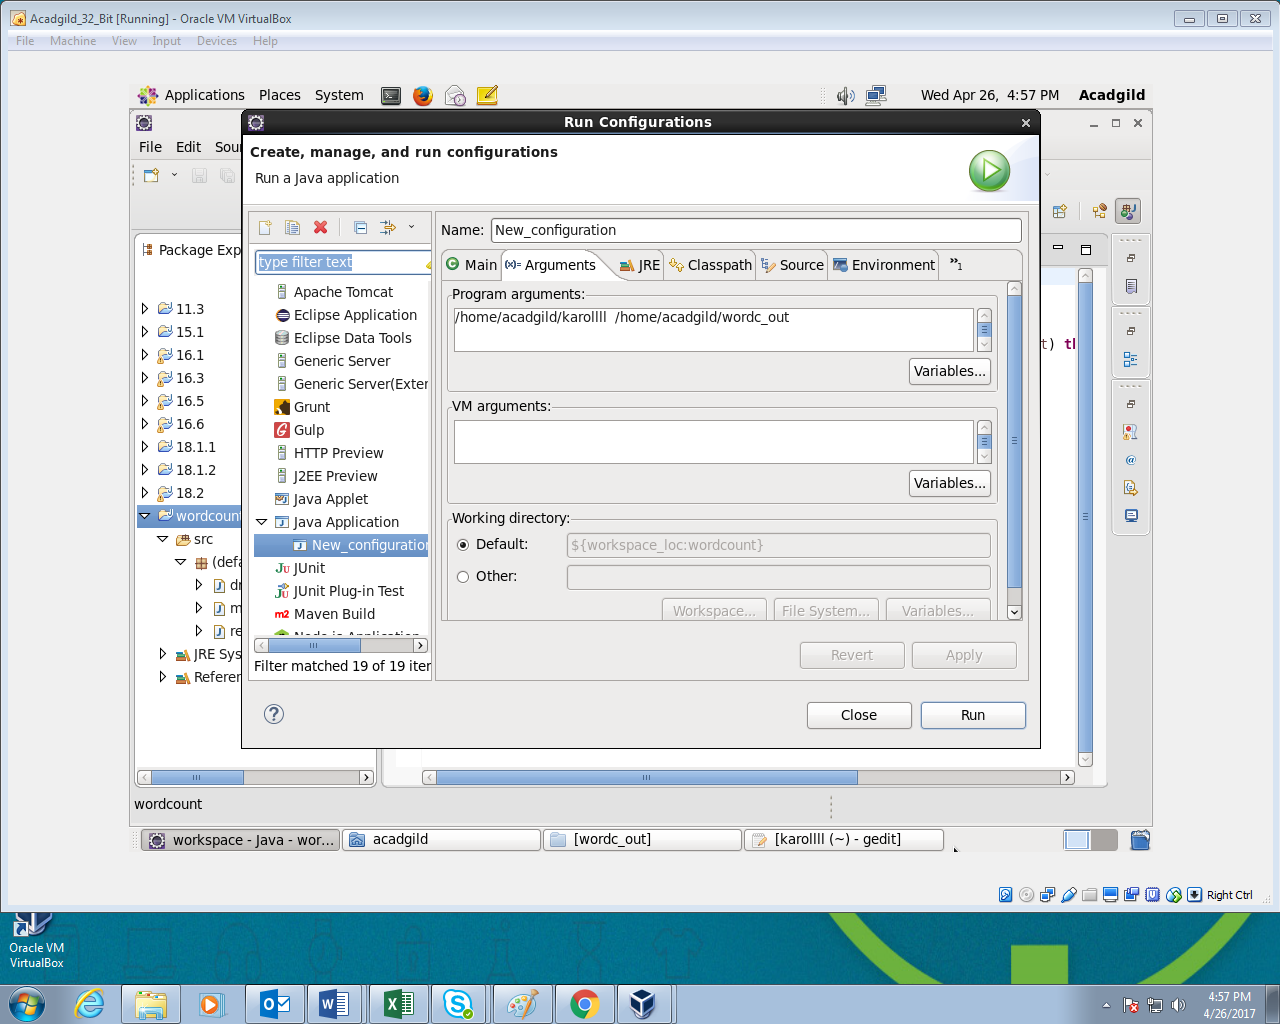 Acadgild_32_Bit [Running] - Oracle VM VirtualBox
File Machine View Input Devices Help
Applications Places System
Wed Apr 26, 4:57 PM Acadgild
Run Configurations
File Edit
Create, manage, and run configurations
Run a Java application
Package Exp
11.3
15.1
16.1
16.3
16.5
16.6
18.1.1
18.1.2
18.2
wordcount
src
JRE Sys
type filter text
Apache Tomcat
Eclipse Application
Eclipse Data Tools
Generic Server
Generic Server(Exter
Grunt
Gulp
HTTP Preview
J2EE Preview
Java Applet
Java Application
New_configuration
JUnit
JUnit Plug-in Test
Maven Build
Filter matched 19 of 19 iter
Name: New_configuration
Main Arguments JRE Classpath Source Environment »1
Program arguments:
/home/acadgild/karollll /home/acadgild/wordc_out
Variables...
VM arguments:
Variables...
Working directory:
Default: ${workspace_loc:wordcount}
Other:
Workspace... File System... Variables...
Revert Apply
Close Run
t) th
wordcount
workspace - Java - wor... acadgild [wordc_out] [karollll (~) - gedit]
Right Ctrl
Oracle VM
VirtualBox
4:57 PM
4/26/2017